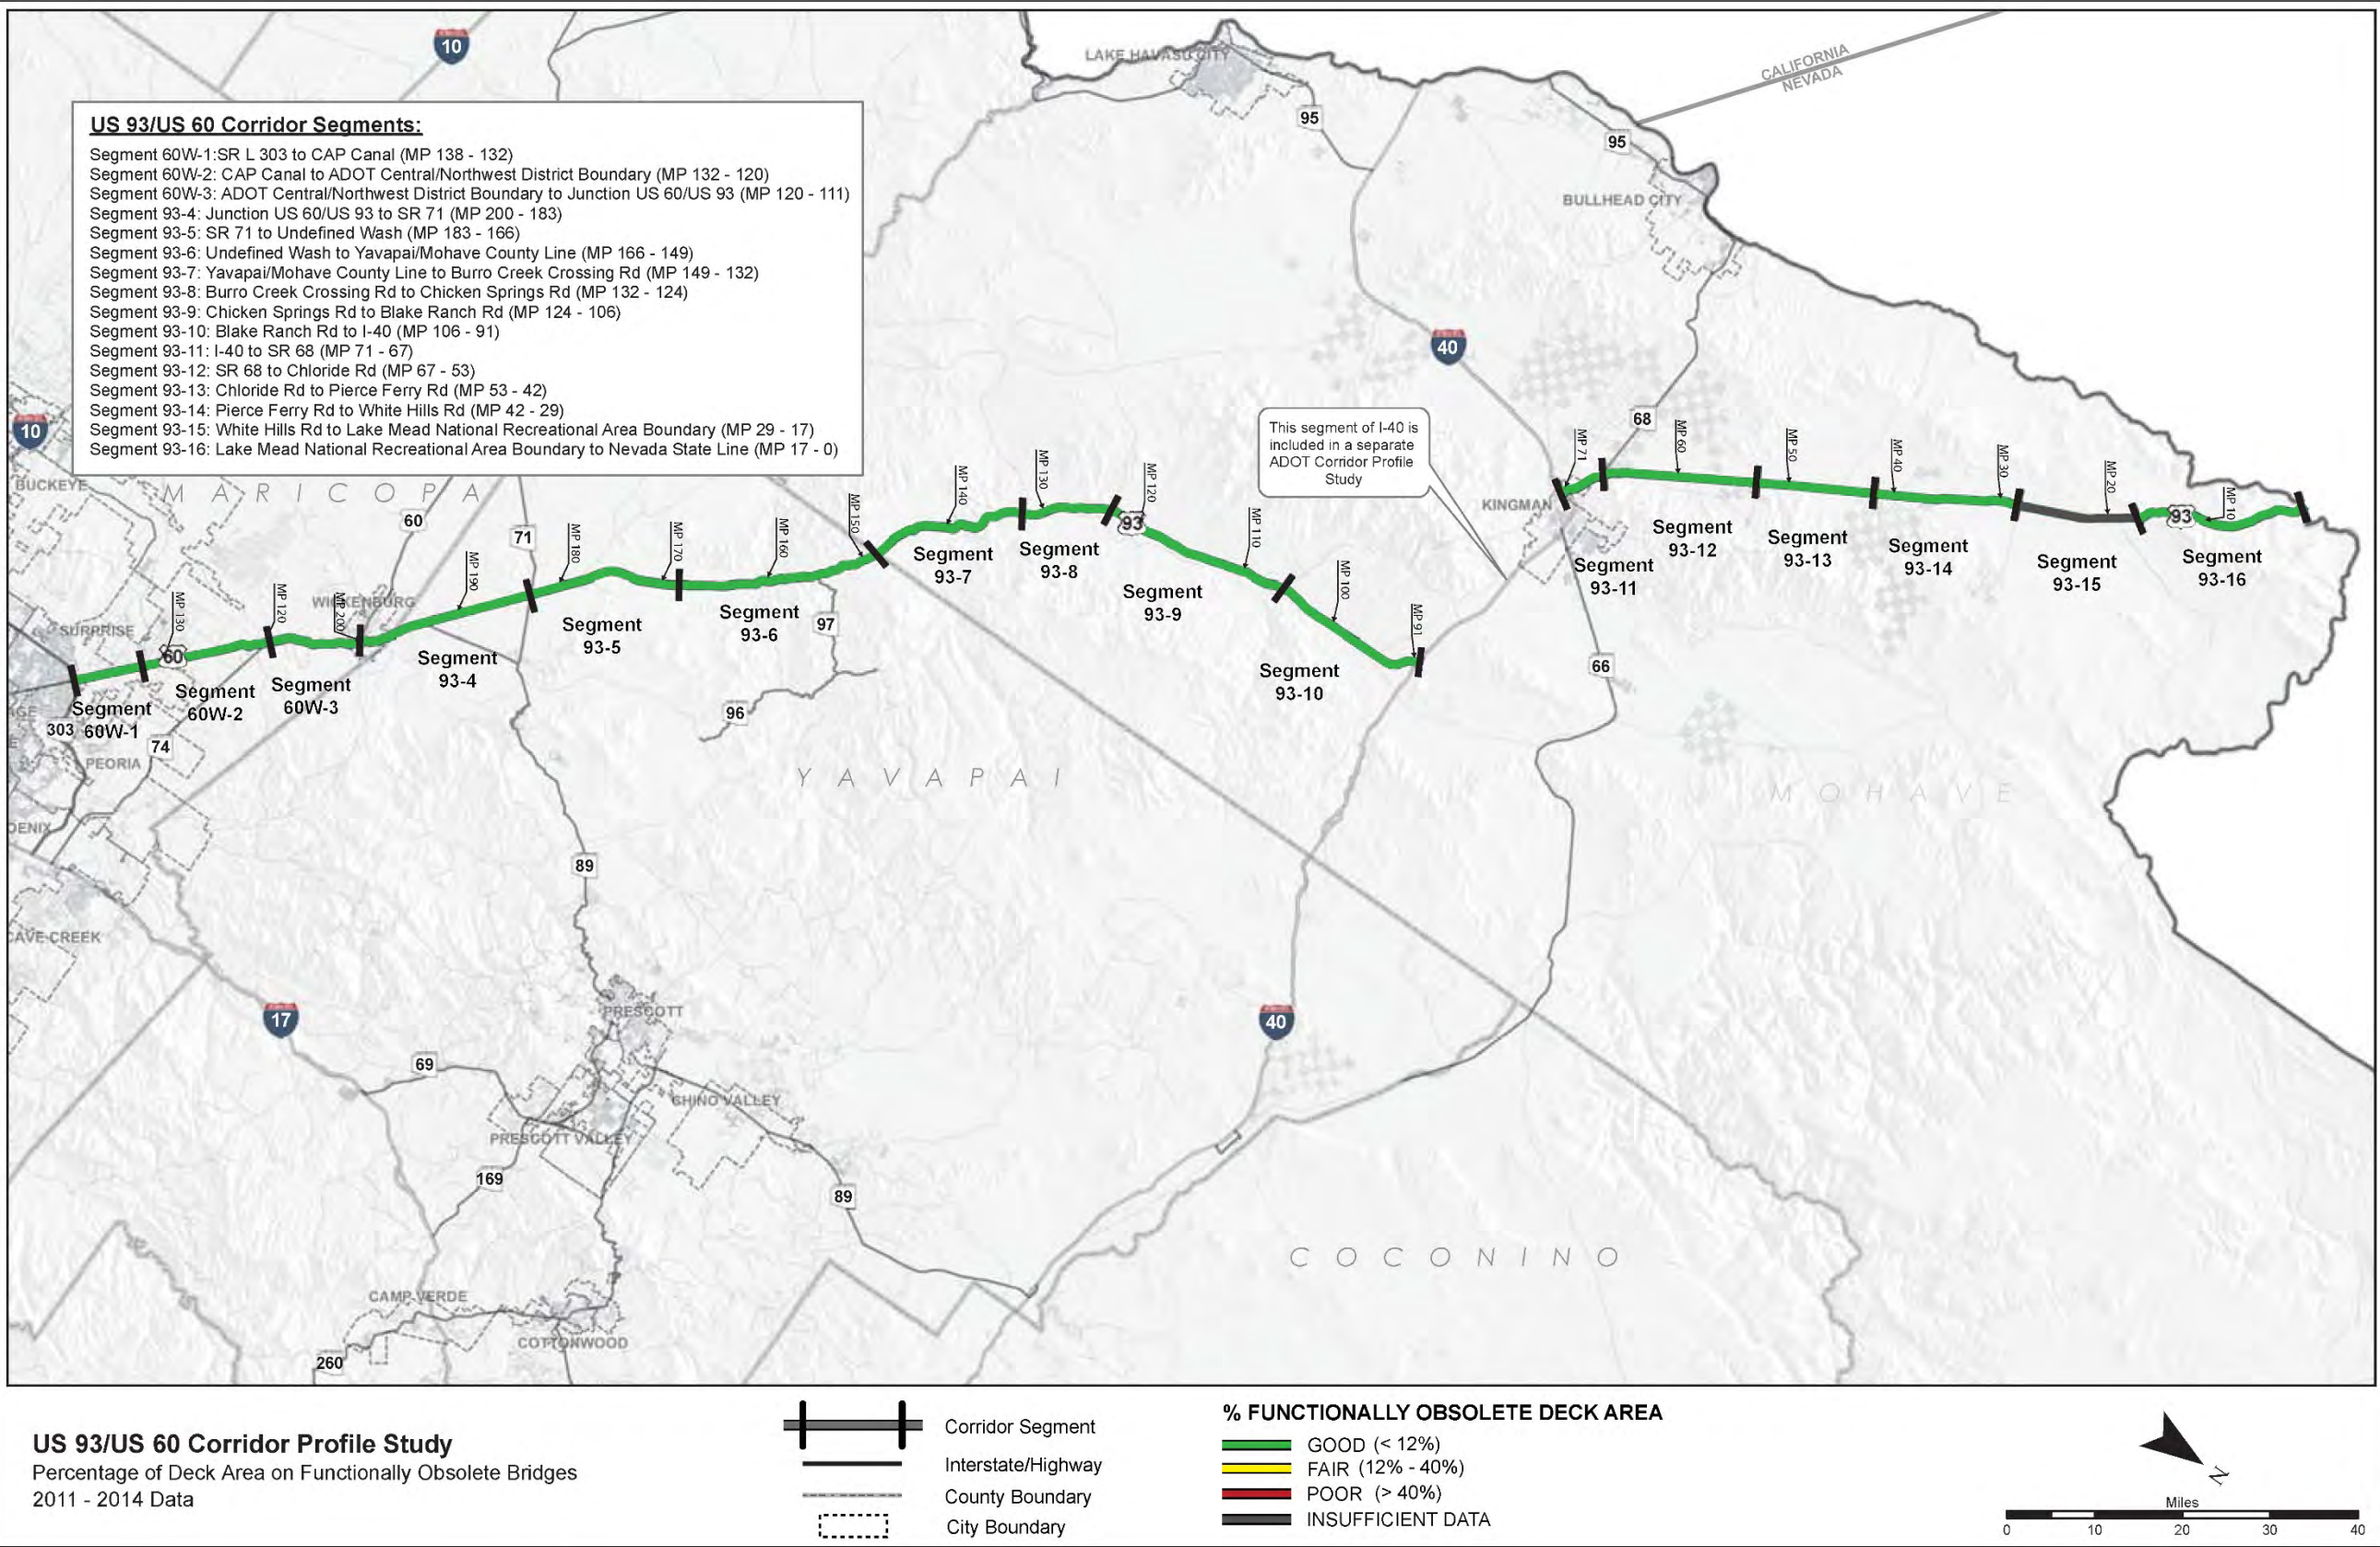 10
LAKE HAVASU CITY
CALIFORNIA
NEVADA
95
95
BULLHEAD CITY
US 93/US 60 Corridor Segments:
Segment 60W-1:SR L 303 to CAP Canal (MP 138 - 132)
Segment 60W-2: CAP Canal to ADOT Central/Northwest District Boundary (MP 132 - 120)
Segment 60W-3: ADOT Central/Northwest District Boundary to Junction US 60/US 93 (MP 120 - 111)
Segment 93-4: Junction US 60/US 93 to SR 71 (MP 200 - 183)
Segment 93-5: SR 71 to Undefined Wash (MP 183 - 166)
Segment 93-6: Undefined Wash to Yavapai/Mohave County Line (MP 166 - 149)
Segment 93-7: Yavapai/Mohave County Line to Burro Creek Crossing Rd (MP 149 - 132)
Segment 93-8: Burro Creek Crossing Rd to Chicken Springs Rd (MP 132 - 124)
Segment 93-9: Chicken Springs Rd to Blake Ranch Rd (MP 124 - 106)
Segment 93-10: Blake Ranch Rd to I-40 (MP 106 - 91)
Segment 93-11: I-40 to SR 68 (MP 71 - 67)
Segment 93-12: SR 68 to Chloride Rd (MP 67 - 53)
Segment 93-13: Chloride Rd to Pierce Ferry Rd (MP 53 - 42)
Segment 93-14: Pierce Ferry Rd to White Hills Rd (MP 42 - 29)
Segment 93-15: White Hills Rd to Lake Mead National Recreational Area Boundary (MP 29 - 17)
Segment 93-16: Lake Mead National Recreational Area Boundary to Nevada State Line (MP 17 - 0)
40
10
This segment of I-40 is
included in a separate
ADOT Corridor Profile
Study
68
BUCKEYE
MARICOPA
60
71
KINGMAN
MP 71
MP 60
MP 50
MP 40
MP 30
MP 20
MP 10
MP 150
MP 140
MP 130
MP 120
MP 110
MP 100
MP 91
MP 180
MP 170
MP 160
MP 190
MP 200
MP 120
MP 130
93
93
60
WICKENBURG
SURPRISE
Segment
93-12
Segment
93-13
Segment
93-14
Segment
93-15
Segment
93-16
Segment
93-11
Segment
93-7
Segment
93-8
Segment
93-9
Segment
93-10
Segment
93-6
Segment
93-5
Segment
93-4
Segment
60W-3
Segment
60W-2
Segment
60W-1
303
97
96
66
74
PEORIA
YAVAPAI
MOHAVE
OENIX
89
CAVE CREEK
17
PRESCOTT
40
69
CHINO VALLEY
PRESCOTT VALLEY
169
89
COCONINO
CAMP VERDE
COTTONWOOD
260
US 93/US 60 Corridor Profile Study
Percentage of Deck Area on Functionally Obsolete Bridges
2011 - 2014 Data
Corridor Segment
Interstate/Highway
County Boundary
City Boundary
% FUNCTIONALLY OBSOLETE DECK AREA
GOOD (< 12%)
FAIR (12% - 40%)
POOR (> 40%)
INSUFFICIENT DATA
N
Miles
0 10 20 30 40